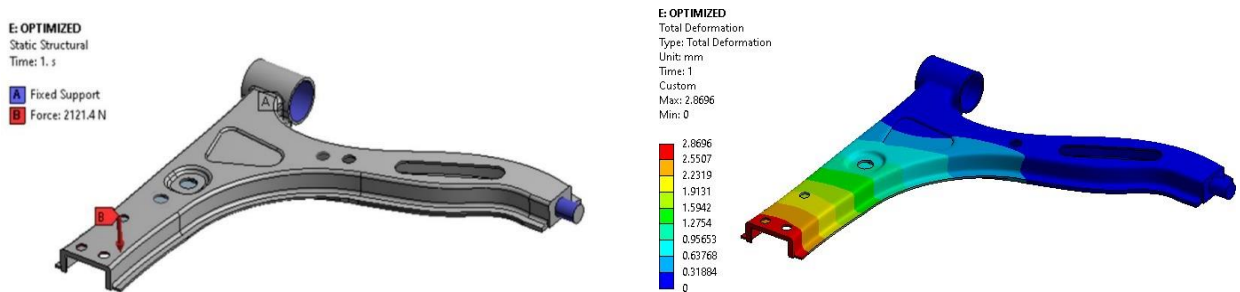 E: OPTIMIZED
Static Structural
Time: 1. s
A Fixed Support
B Force: 2121.4 N
A
B
E: OPTIMIZED
Total Deformation
Type: Total Deformation
Unit: mm
Time: 1
Custom
Max: 2.8696
Min: 0
2.8696
2.5507
2.2319
1.9131
1.5942
1.2754
0.95653
0.63768
0.31884
0